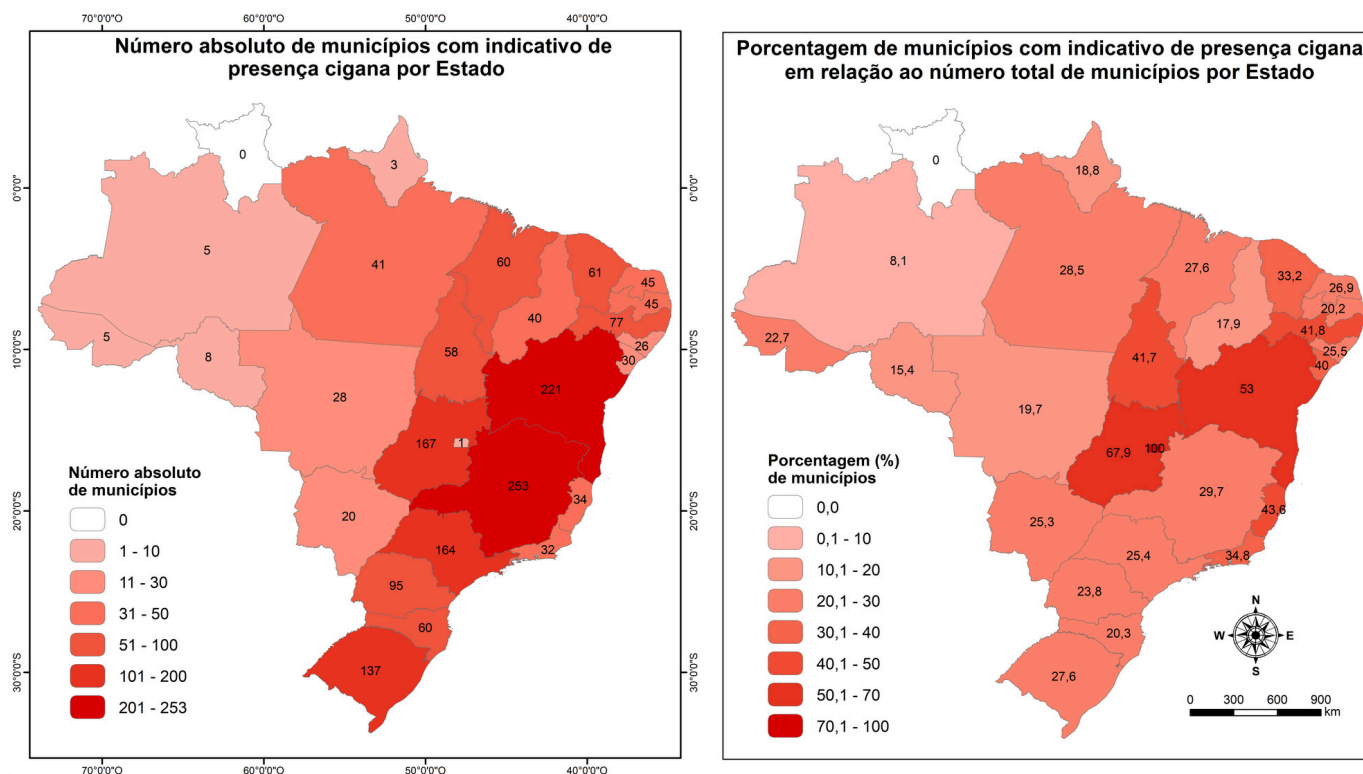 70°0'0"O 60°0'0"O 50°0'0"O 40°0'0"O
Número absoluto de municípios com indicativo de
presença cigana por Estado
0
3
5
41
60
61
45
45
40
77
26
30
5
8
58
221
28
167
1
253
34
20
164
32
95
60
137
Número absoluto
de municípios
0
1 - 10
11 - 30
31 - 50
51 - 100
101 - 200
201 - 253
0°0'0"
10°0'0"S
20°0'0"S
30°0'0"S
0°0'0"
10°0'0"S
20°0'0"S
30°0'0"S
70°0'0"O 60°0'0"O 50°0'0"O 40°0'0"O
Porcentagem de municípios com indicativo de presença cigana
em relação ao número total de municípios por Estado
0
18,8
8,1
28,5
27,6
33,2
26,9
20,2
17,9
41,8
25,5
40
22,7
15,4
41,7
53
19,7
67,9
100
29,7
43,6
25,3
25,4
34,8
23,8
20,3
27,6
Porcentagem (%)
de municípios
0,0
0,1 - 10
10,1 - 20
20,1 - 30
30,1 - 40
40,1 - 50
50,1 - 70
70,1 - 100
N
W E
S
0 300 600 900
km